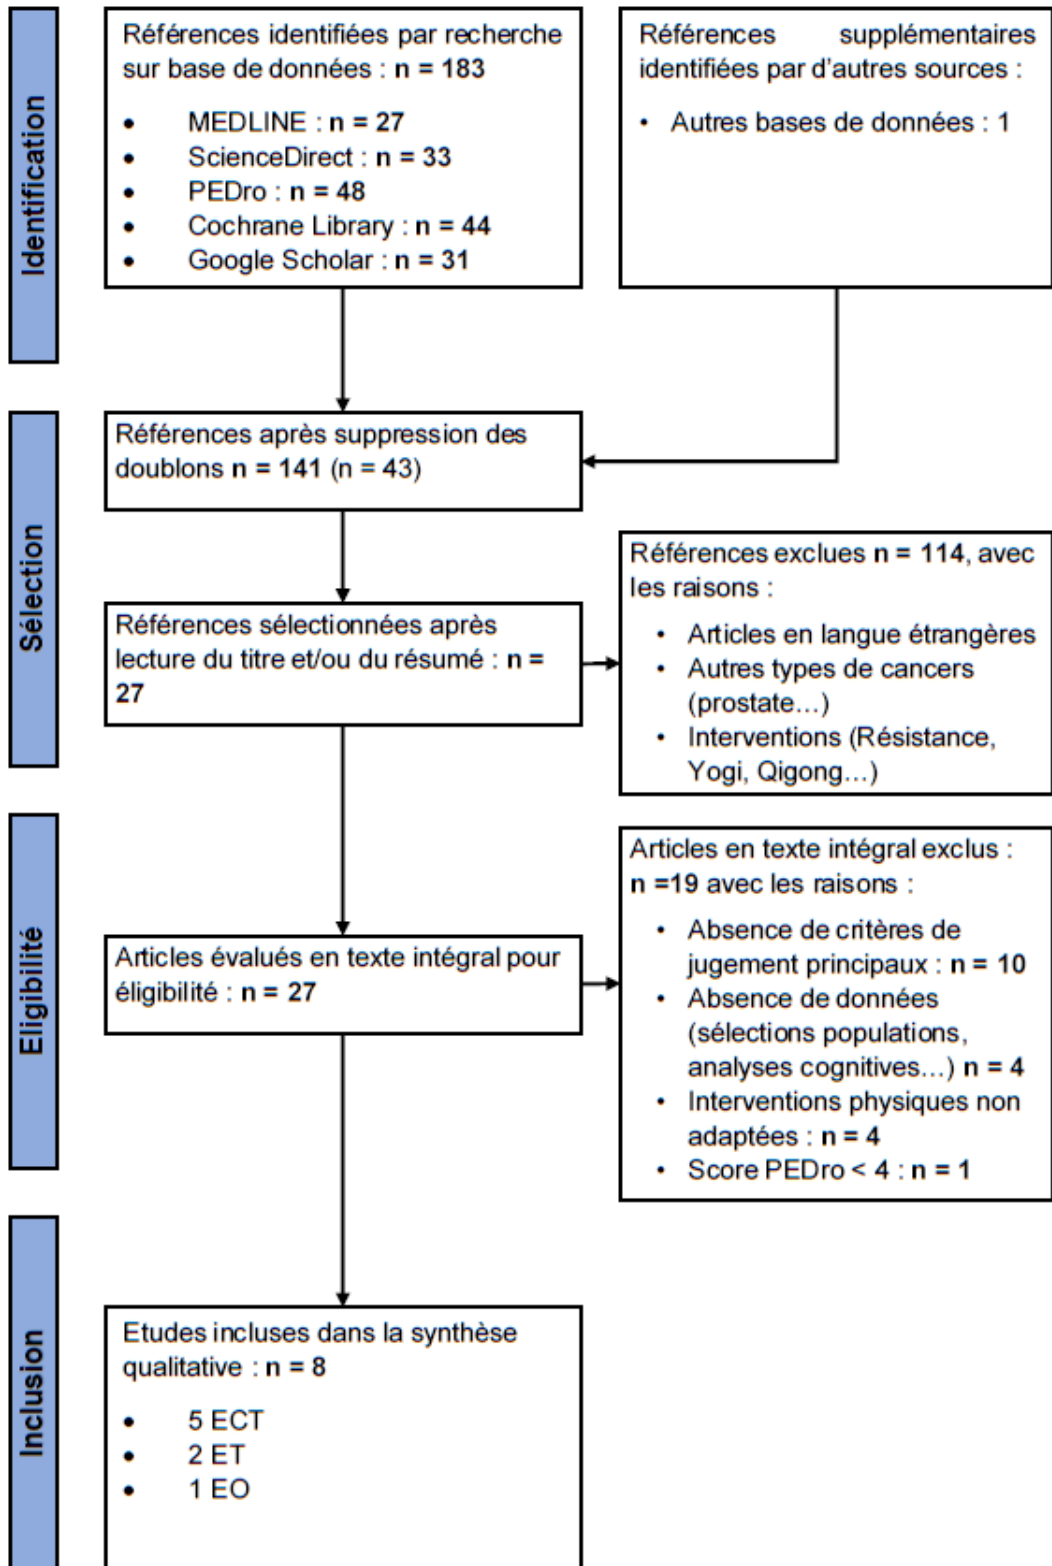 Identification
Références identifiées par recherche
sur base de données : n = 183
• MEDLINE : n = 27
• ScienceDirect : n = 33
• PEDro : n = 48
• Cochrane Library : n = 44
• Google Scholar : n = 31
Références supplémentaires
identifiées par d'autres sources :
• Autres bases de données : 1
Sélection
Références après suppression des
doublons n = 141 (n = 43)
Références sélectionnées après
lecture du titre et/ou du résumé : n =
27
Références exclues n = 114, avec
les raisons :
• Articles en langue étrangères
• Autres types de cancers
(prostate…)
• Interventions (Résistance,
Yogi, Qigong…)
Eligibilité
Articles évalués en texte intégral pour
éligibilité : n = 27
Articles en texte intégral exclus :
n =19 avec les raisons :
• Absence de critères de
jugement principaux : n = 10
• Absence de données
(sélections populations,
analyses cognitives…) n = 4
• Interventions physiques non
adaptées : n = 4
• Score PEDro < 4 : n = 1
Inclusion
Etudes incluses dans la synthèse
qualitative : n = 8
• 5 ECT
• 2 ET
• 1 EO